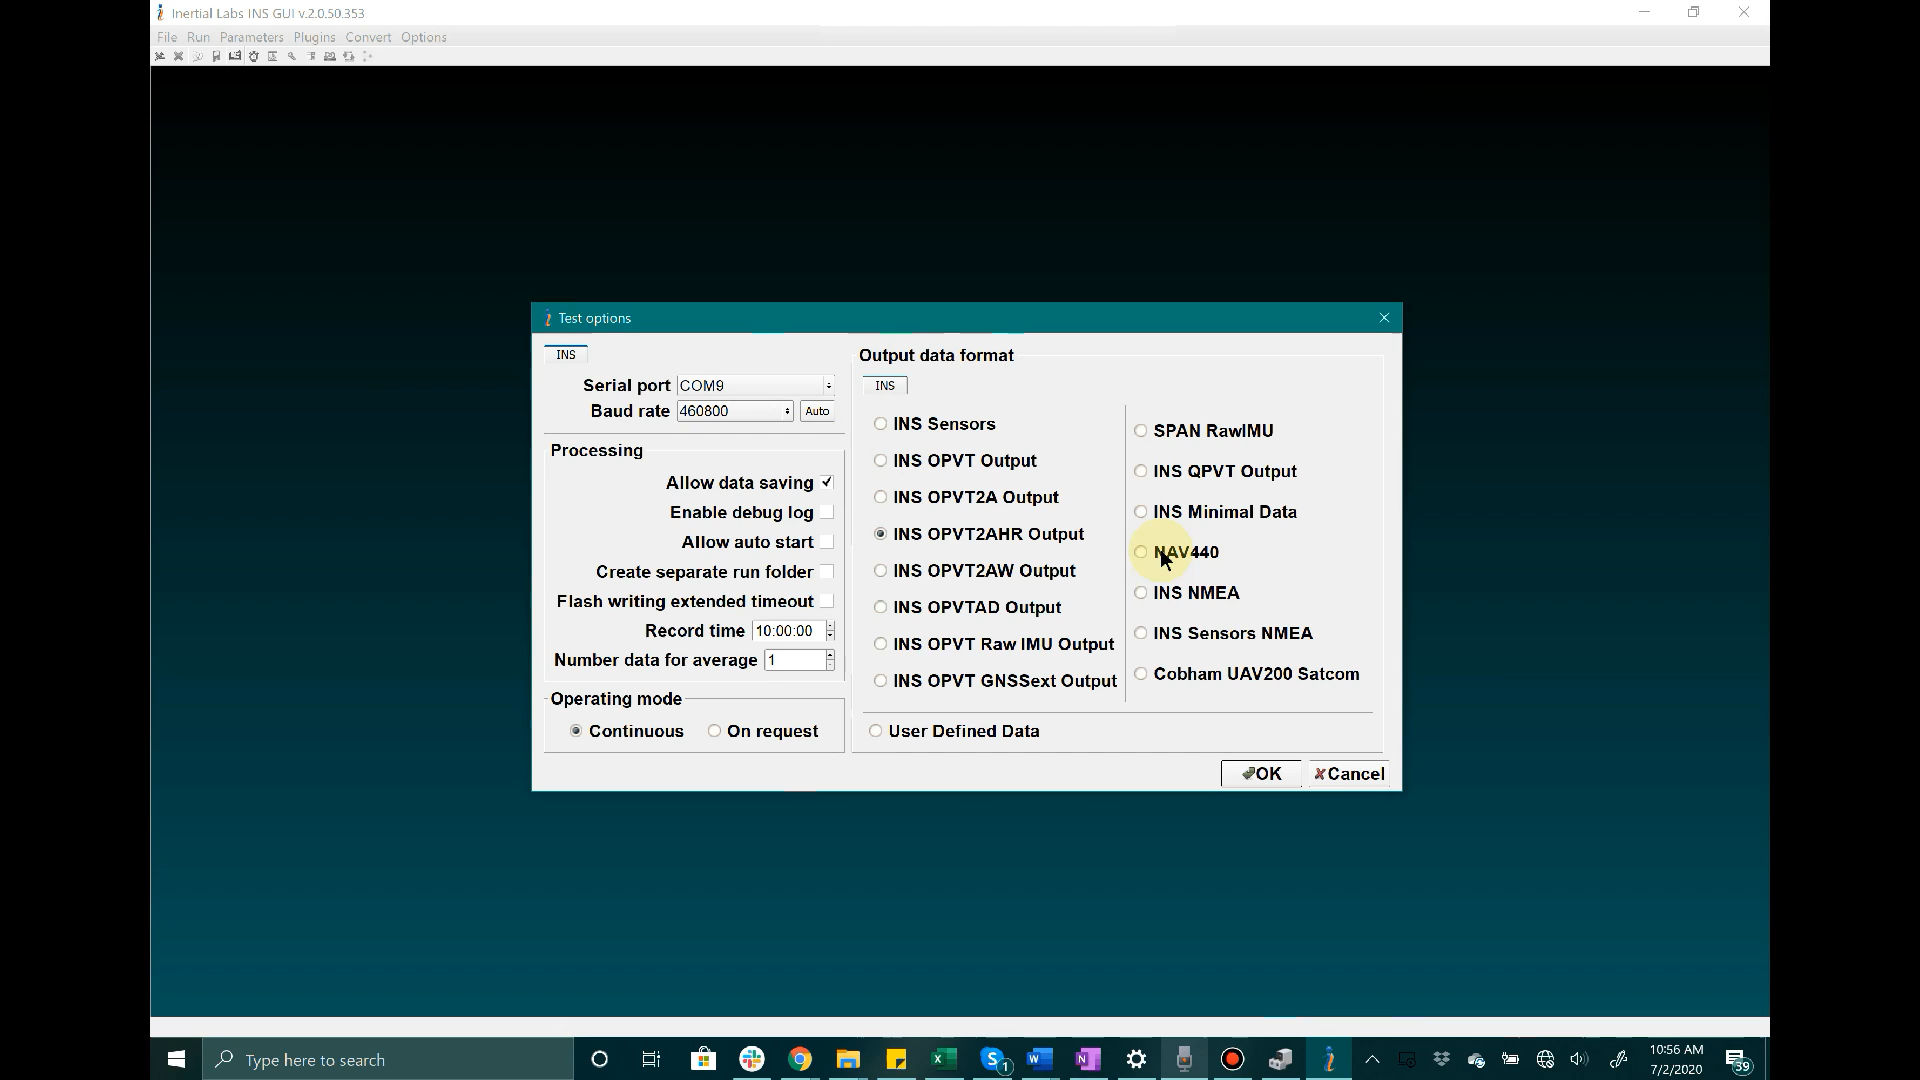 Inertial Labs INS GUI v.2.0.50.353
File Run Parameters Plugins Convert Options
Test options
INS
Serial port COM9
Baud rate 460800 Auto
Processing
Allow data saving
Enable debug log
Allow auto start
Create separate run folder
Flash writing extended timeout
Record time 10:00:00
Number data for average 1
Operating mode
Continuous On request
Output data format
INS
INS Sensors
INS OPVT Output
INS OPVT2A Output
INS OPVT2AHR Output
INS OPVT2AW Output
INS OPVTAD Output
INS OPVT Raw IMU Output
INS OPVT GNSSext Output
SPAN RawIMU
INS QPVT Output
INS Minimal Data
NAV440
INS NMEA
INS Sensors NMEA
Cobham UAV200 Satcom
User Defined Data
OK Cancel
Type here to search
1
10:56 AM
7/2/2020
39